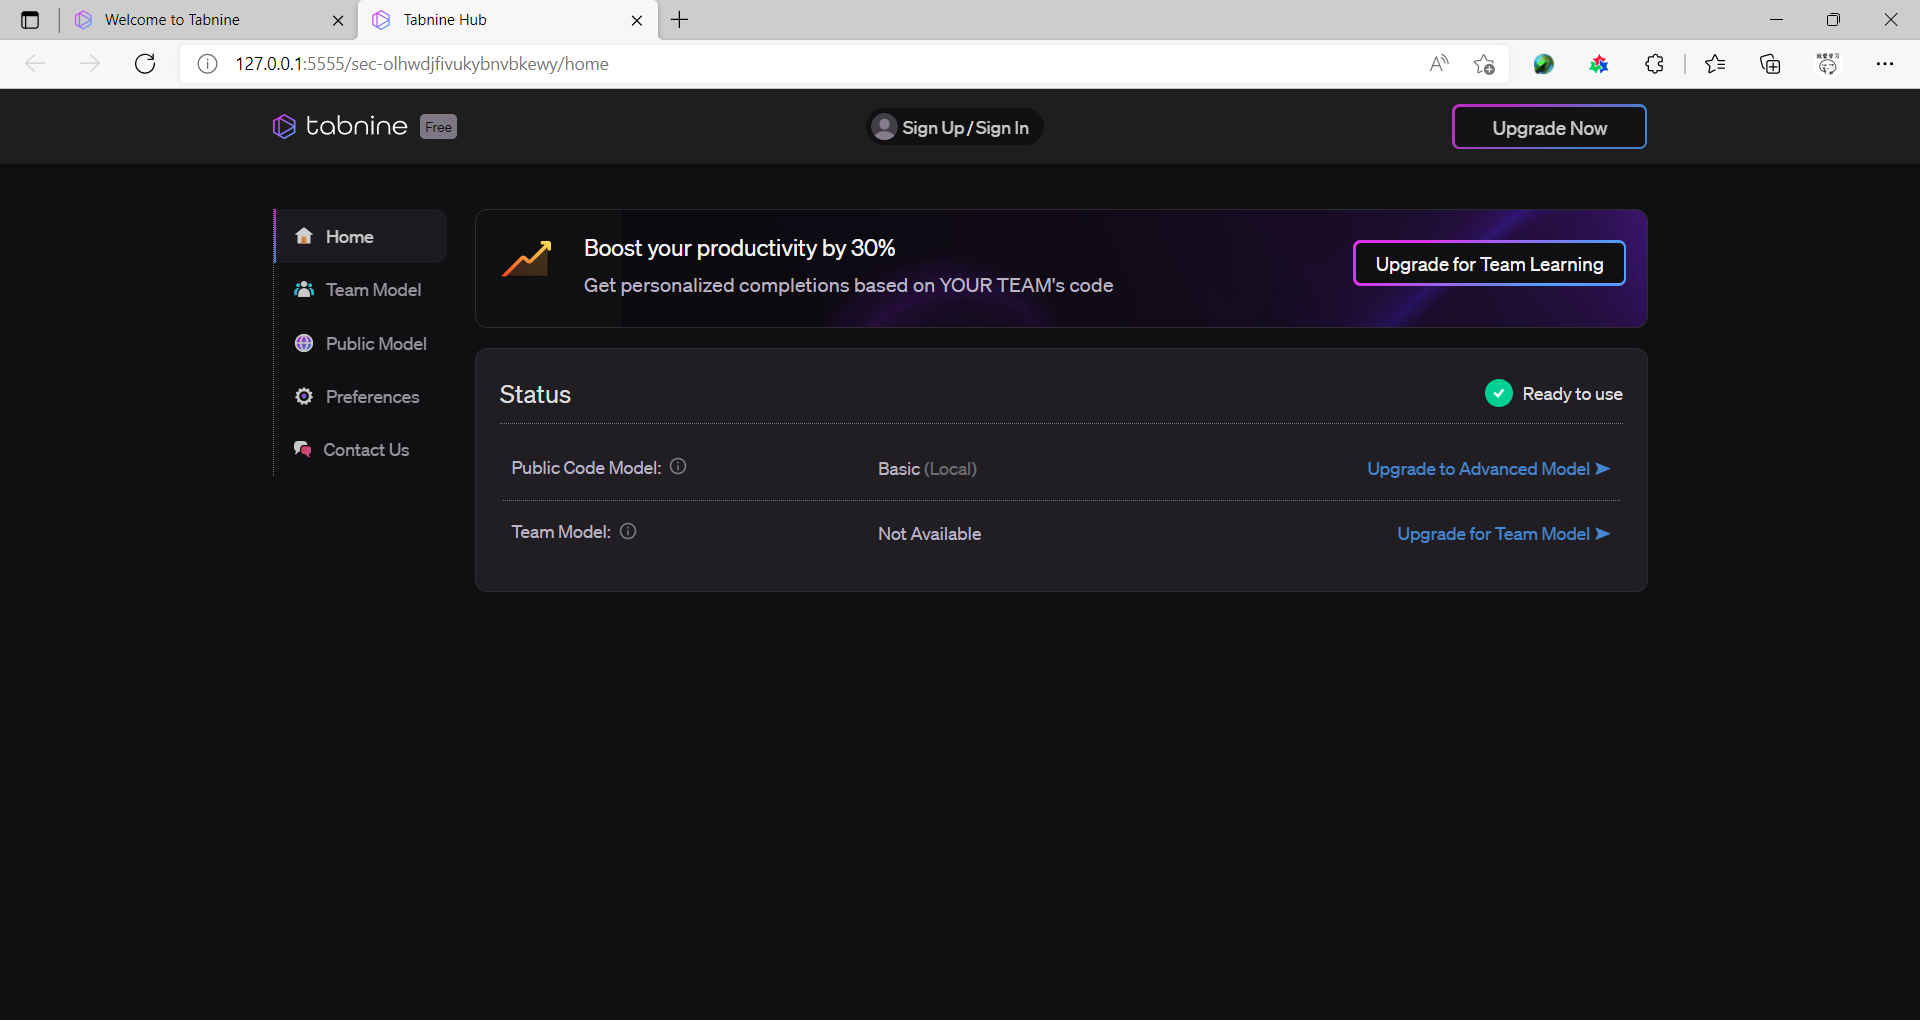 Welcome to Tabnine
Tabnine Hub
127.0.0.1:5555/sec-olhwdjfivukybnvbkewy/home
tabnine Free
Sign Up/Sign In
Upgrade Now
Home
Team Model
Public Model
Preferences
Contact Us
Boost your productivity by 30%
Get personalized completions based on YOUR TEAM's code
Upgrade for Team Learning
Status
Ready to use
Public Code Model:
Basic (Local)
Upgrade to Advanced Model
Team Model:
Not Available
Upgrade for Team Model